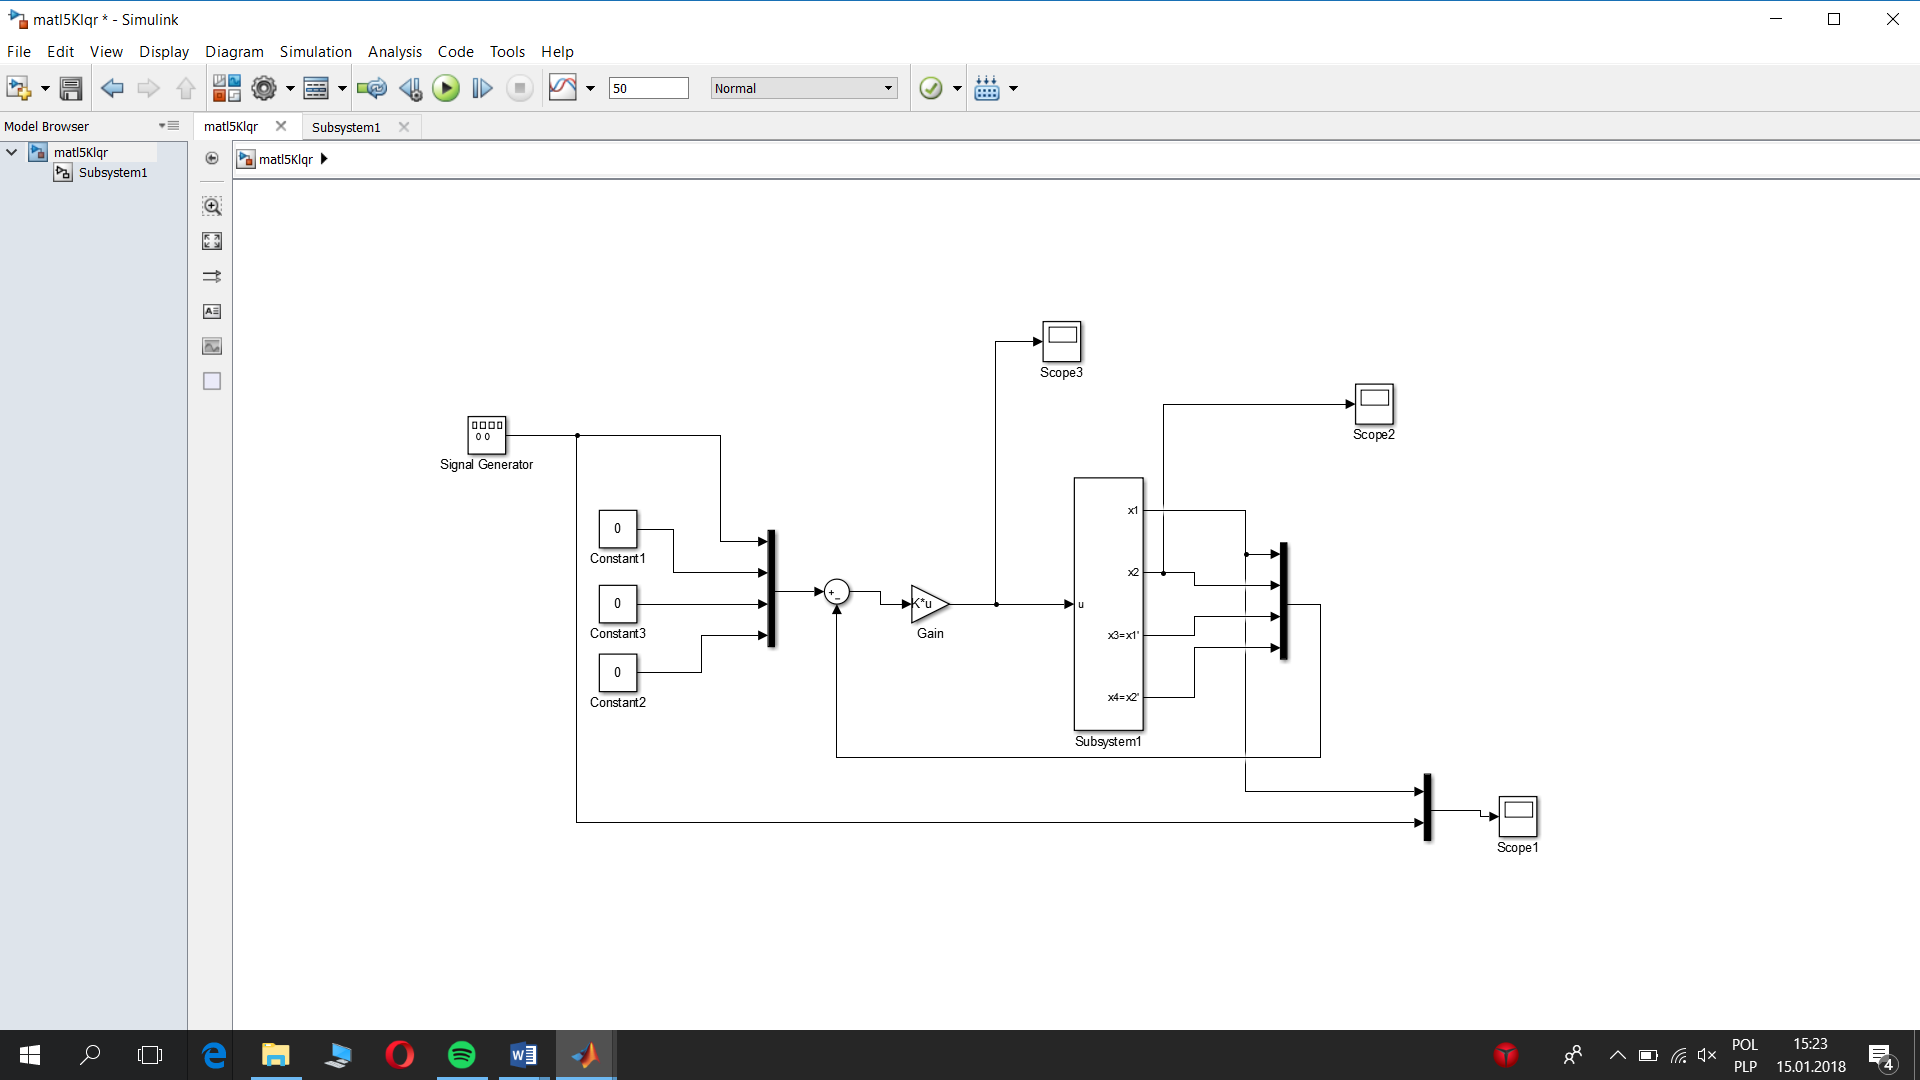 matl5Klqr * - Simulink
File Edit View Display Diagram Simulation Analysis Code Tools Help
50 Normal
Model Browser
matl5Klqr Subsystem1
matl5Klqr
Subsystem1
matl5Klqr
Scope3
Scope2
Signal Generator
0
Constant1
0
Constant3
0
Constant2
+
-
K*u
Gain
u
x1
x2
x3=x1'
x4=x2'
Subsystem1
Scope1
POL
PLP
15:23
15.01.2018
4